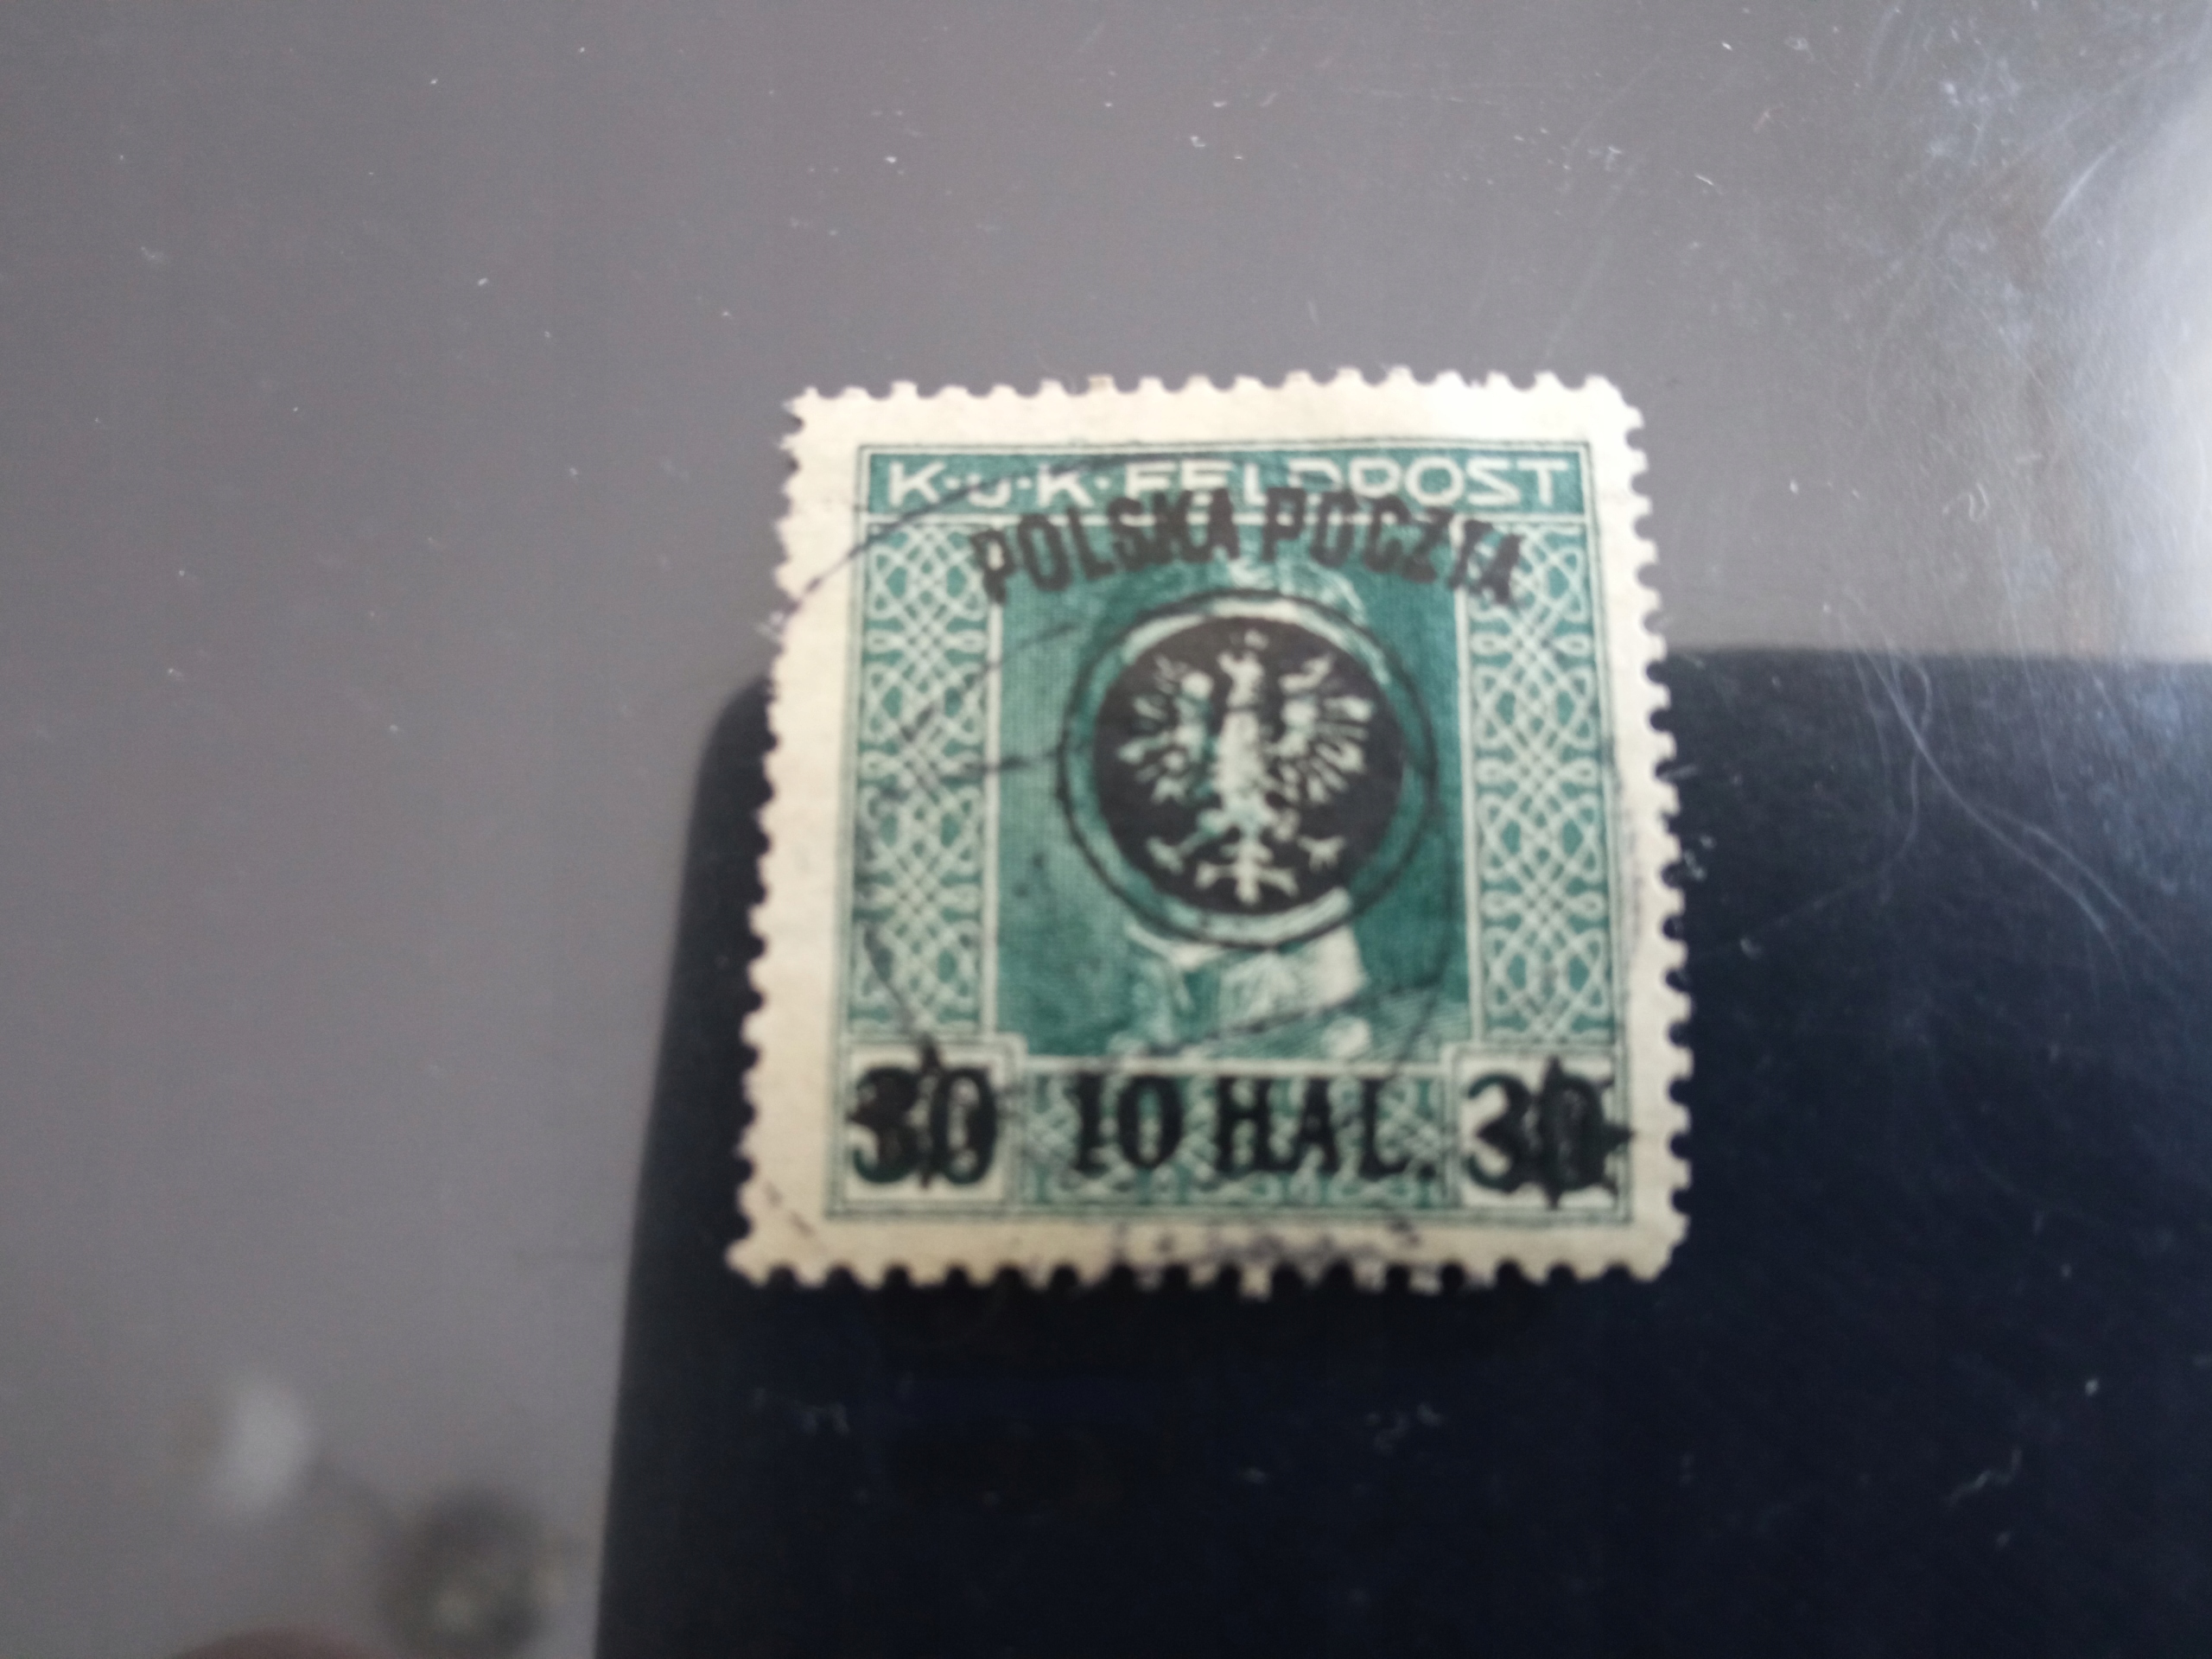 K·U·K·FELDPOST
POLSKA POCZTA
30 10 HAL. 30